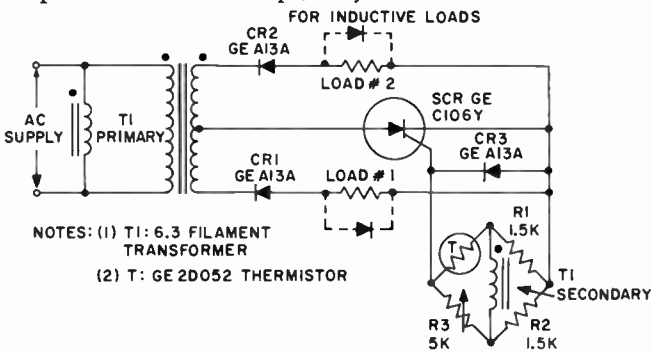 FOR INDUCTIVE LOADS
CR2
GE A13A
LOAD # 2
SCR GE
C106Y
AC
SUPPLY
T1
PRIMARY
CR3
GE A13A
CR1
GE A13A
LOAD # 1
R1
1.5K
T
T1
SECONDARY
R3
5K
R2
1.5K
NOTES: (1) T1: 6.3 FILAMENT
TRANSFORMER
(2) T: GE 2D052 THERMISTOR